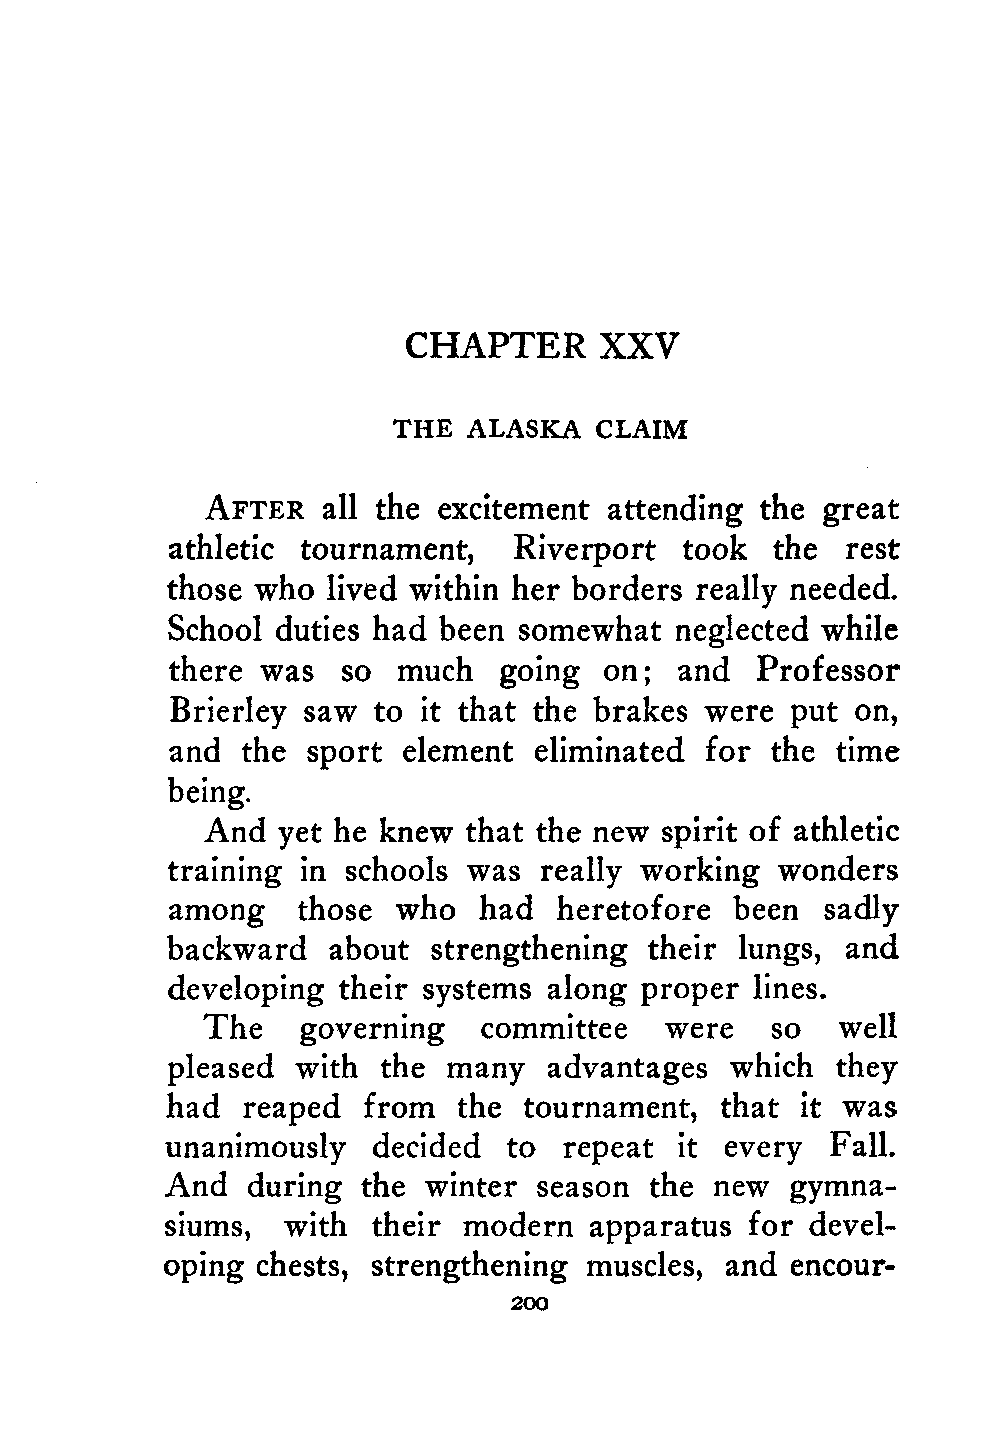 CHAPTER XXV
THE ALASKA CLAIM
AFTER all the excitement attending the great
athletic tournament, Riverport took the rest
those who lived within her borders really needed.
School duties had been somewhat neglected while
there was so much going on; and Professor
Brierley saw to it that the brakes were put on,
and the sport element eliminated for the time
being.
And yet he knew that the new spirit of athletic
training in schools was really working wonders
among those who had heretofore been sadly
backward about strengthening their lungs, and
developing their systems along proper lines.
The governing committee were so well
pleased with the many advantages which they
had reaped from the tournament, that it was
unanimously decided to repeat it every Fall.
And during the winter season the new gymna-
siums, with their modern apparatus for devel-
oping chests, strengthening muscles, and encour-
200